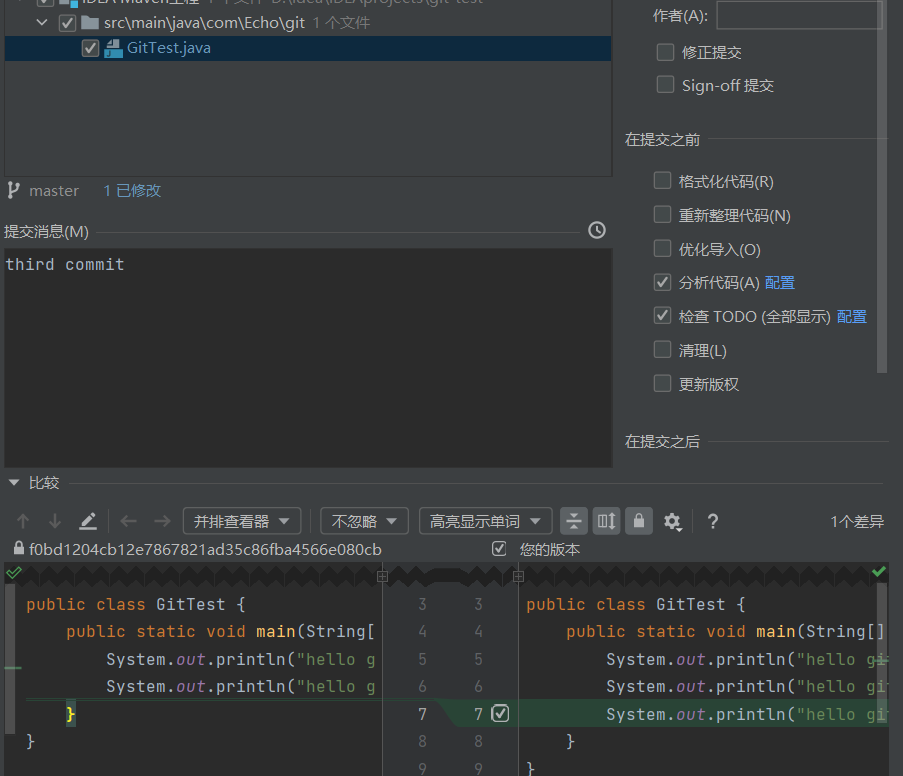 IDEA Maven工程 1 个文件 D:\idea\IDEA\projects\git-test
src\main\java\com\Echo\git 1 个文件
GitTest.java
master 1 已修改
提交消息(M)
third commit
作者(A):
修正提交
Sign-off 提交
在提交之前
格式化代码(R)
重新整理代码(N)
优化导入(O)
分析代码(A) 配置
检查 TODO (全部显示) 配置
清理(L)
更新版权
在提交之后
比较
并排查看器 不忽略 高亮显示单词 ? 1个差异
f0bd1204cb12e7867821ad35c86fba4566e080cb 您的版本
public class GitTest { 3 3 public class GitTest {
public static void main(String[ 4 4 public static void main(String[]
System.out.println("hello g 5 5 System.out.println("hello git
System.out.println("hello g 6 6 System.out.println("hello git
} 7 7 System.out.println("hello git
} 8 8 }
9 9 }